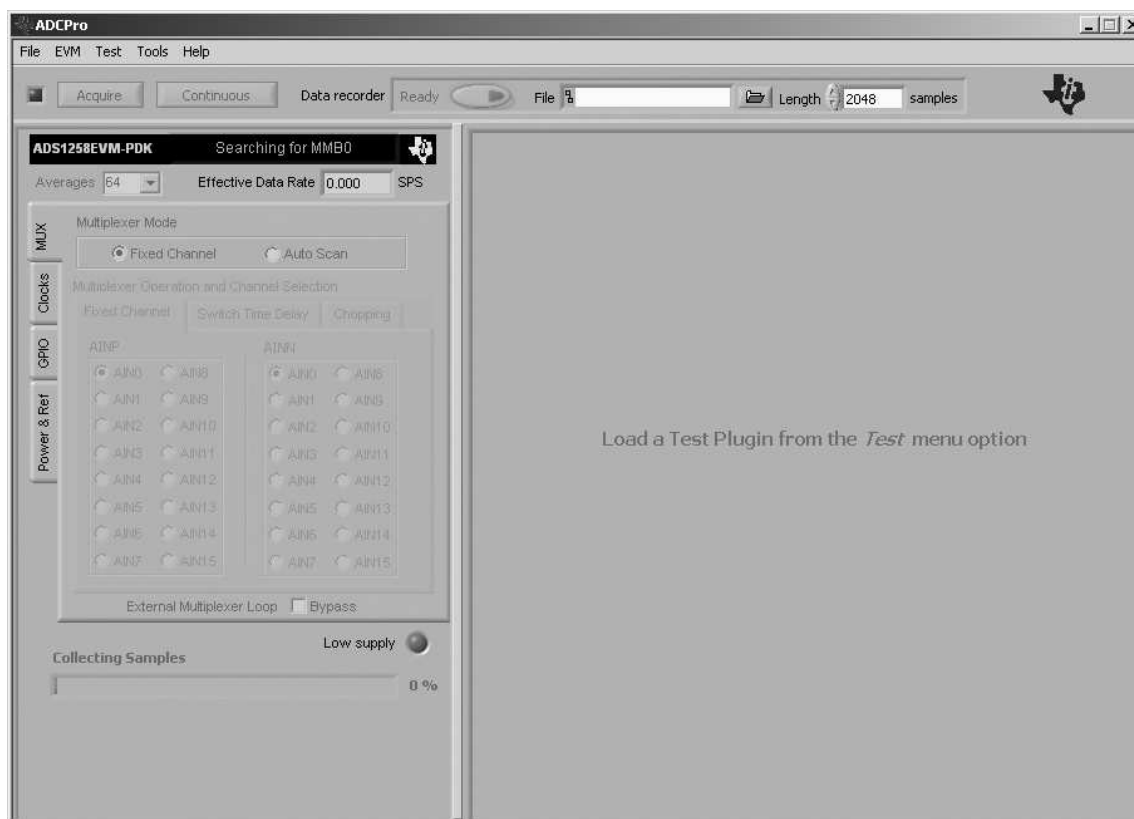 ADCPro
File EVM Test Tools Help
Acquire Continuous Data recorder Ready File Length 2048 samples
ADS1258EVM-PDK Searching for MMB0
Averages 64 Effective Data Rate 0.000 SPS
MUX
Clocks
GPIO
Power & Ref
Multiplexer Mode
Fixed Channel Auto Scan
Multiplexer Operation and Channel Selection
Fixed Channel Switch Time Delay Chopping
AINP AINN
AIN0 AIN8 AIN0 AIN8
AIN1 AIN9 AIN1 AIN9
AIN2 AIN10 AIN2 AIN10
AIN3 AIN11 AIN3 AIN11
AIN4 AIN12 AIN4 AIN12
AIN5 AIN13 AIN5 AIN13
AIN6 AIN14 AIN6 AIN14
AIN7 AIN15 AIN7 AIN15
External Multiplexer Loop Bypass
Low supply
Collecting Samples
0 %
Load a Test Plugin from the Test menu option